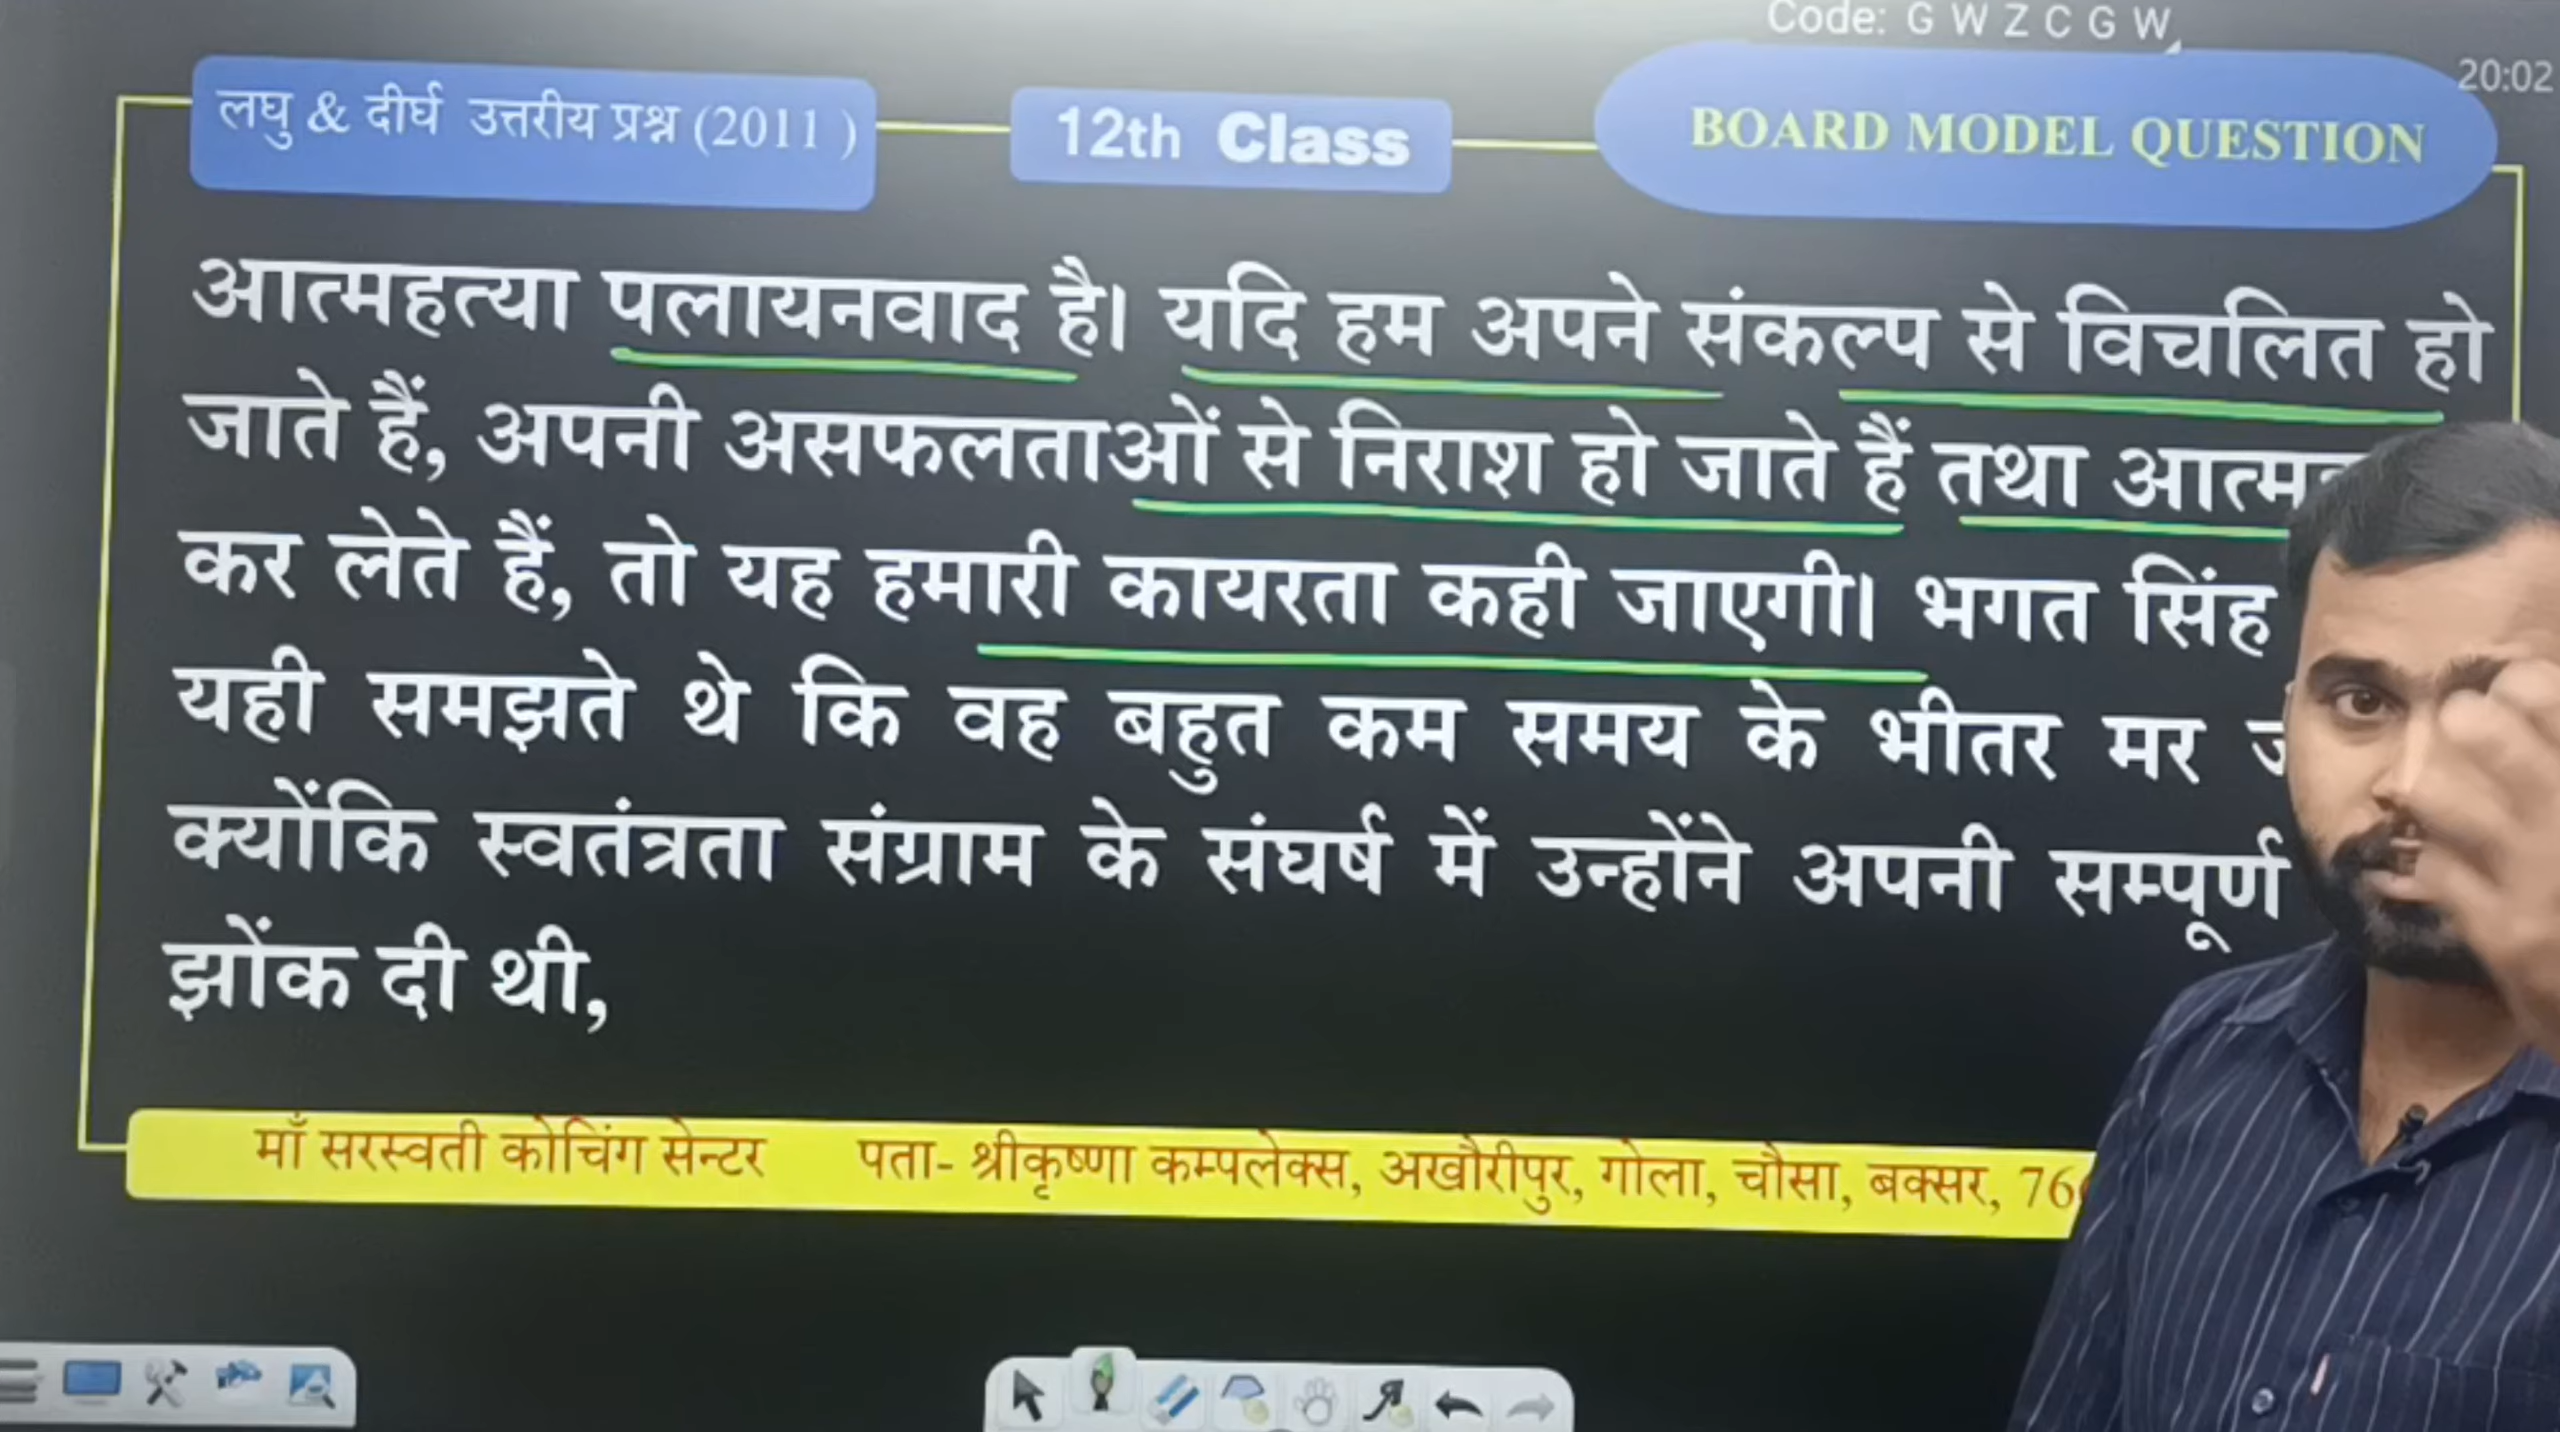 Code: G W Z C G W
20:02
लघु & दीर्घ उत्तरीय प्रश्न (2011 )
12th Class
BOARD MODEL QUESTION
आत्महत्या पलायनवाद है। यदि हम अपने संकल्प से विचलित हो
जाते हैं, अपनी असफलताओं से निराश हो जाते हैं तथा
कर लेते हैं, तो यह हमारी कायरता कही जाएगी। भगत सिंह
यही समझते थे कि वह बहुत कम समय के भीतर मर
क्योंकि स्वतंत्रता संग्राम के संघर्ष में उन्होंने अपनी सम्पूर्ण
झोंक दी थी,
माँ सरस्वती कोचिंग सेन्टर पता- श्रीकृष्णा कम्पलेक्स, अखौरीपुर, गोला, चौसा, बक्सर,